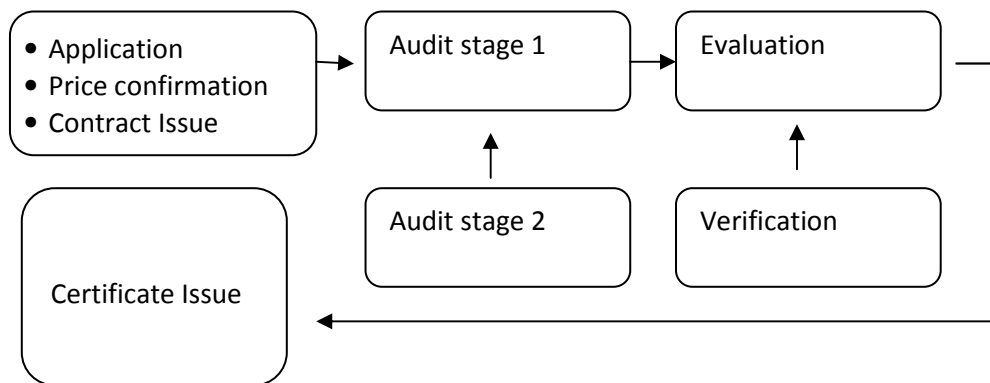 • Application
• Price confirmation
• Contract Issue
Audit stage 1
Evaluation
Audit stage 2
Verification
Certificate Issue